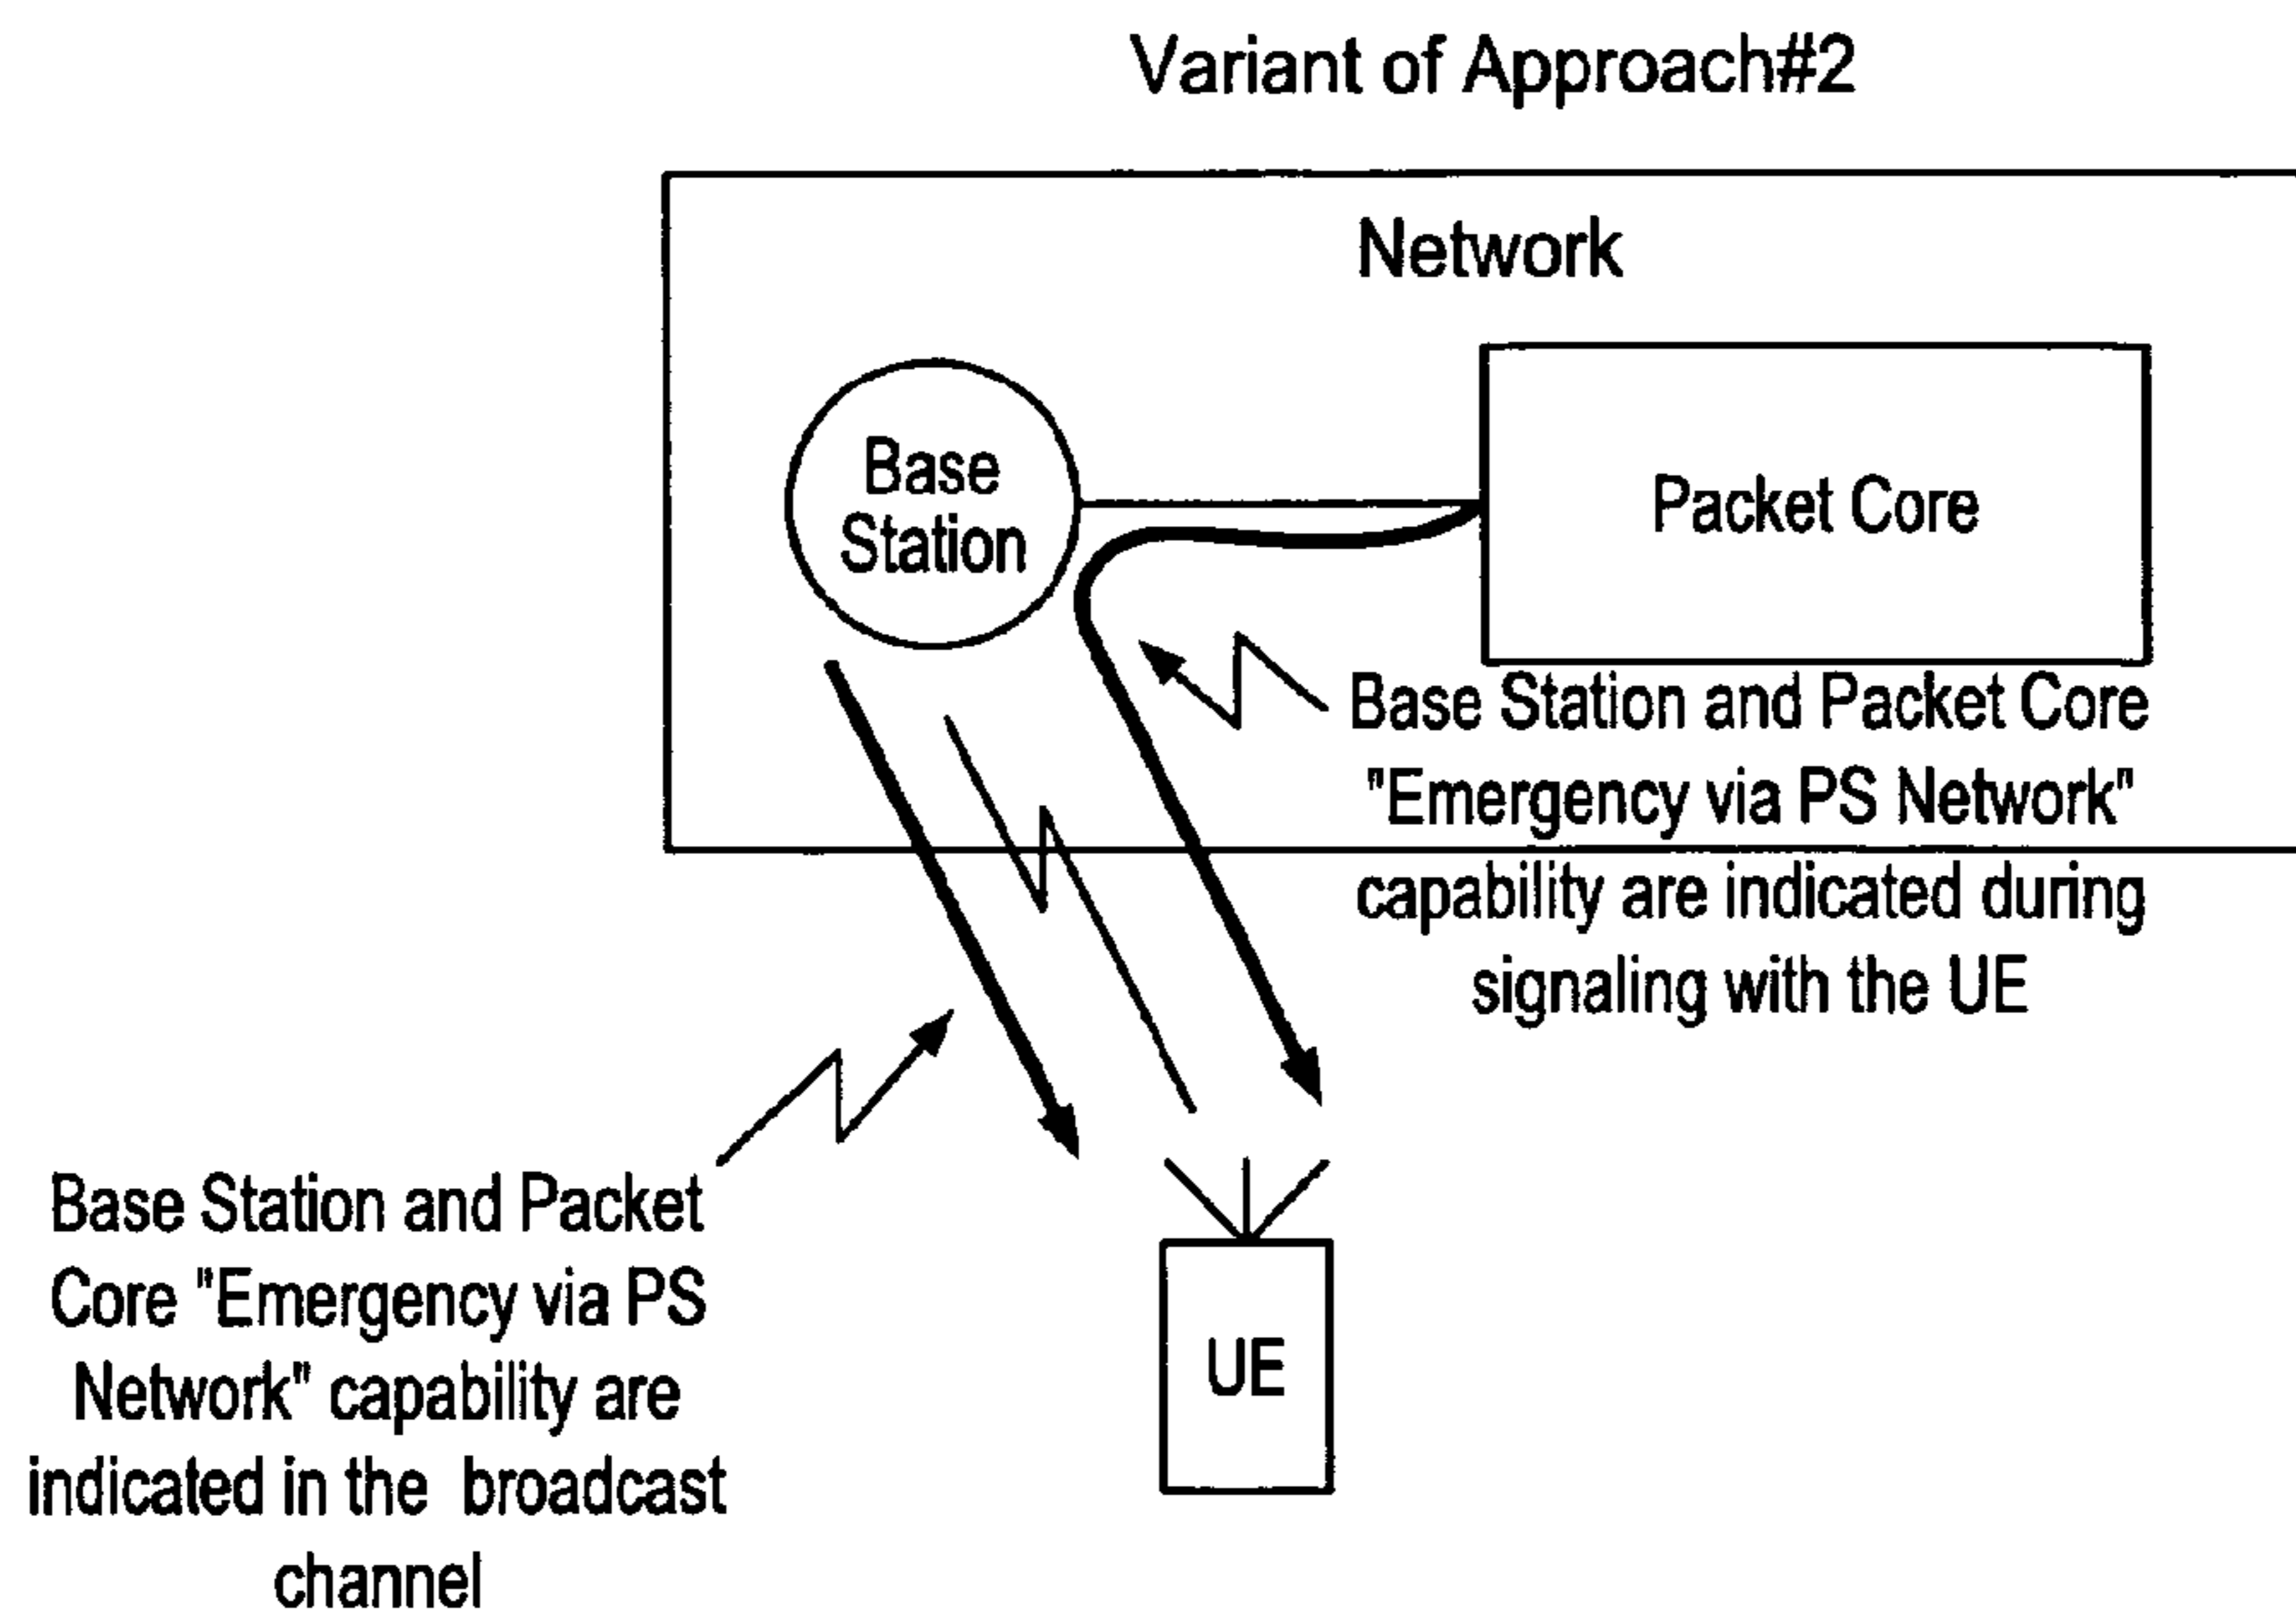 Variant of Approach#2
Network
Base
Station
Packet Core
Base Station and Packet Core
"Emergency via PS Network"
capability are indicated during
signaling with the UE
Base Station and Packet
Core "Emergency via PS
Network" capability are
indicated in the broadcast
channel
UE